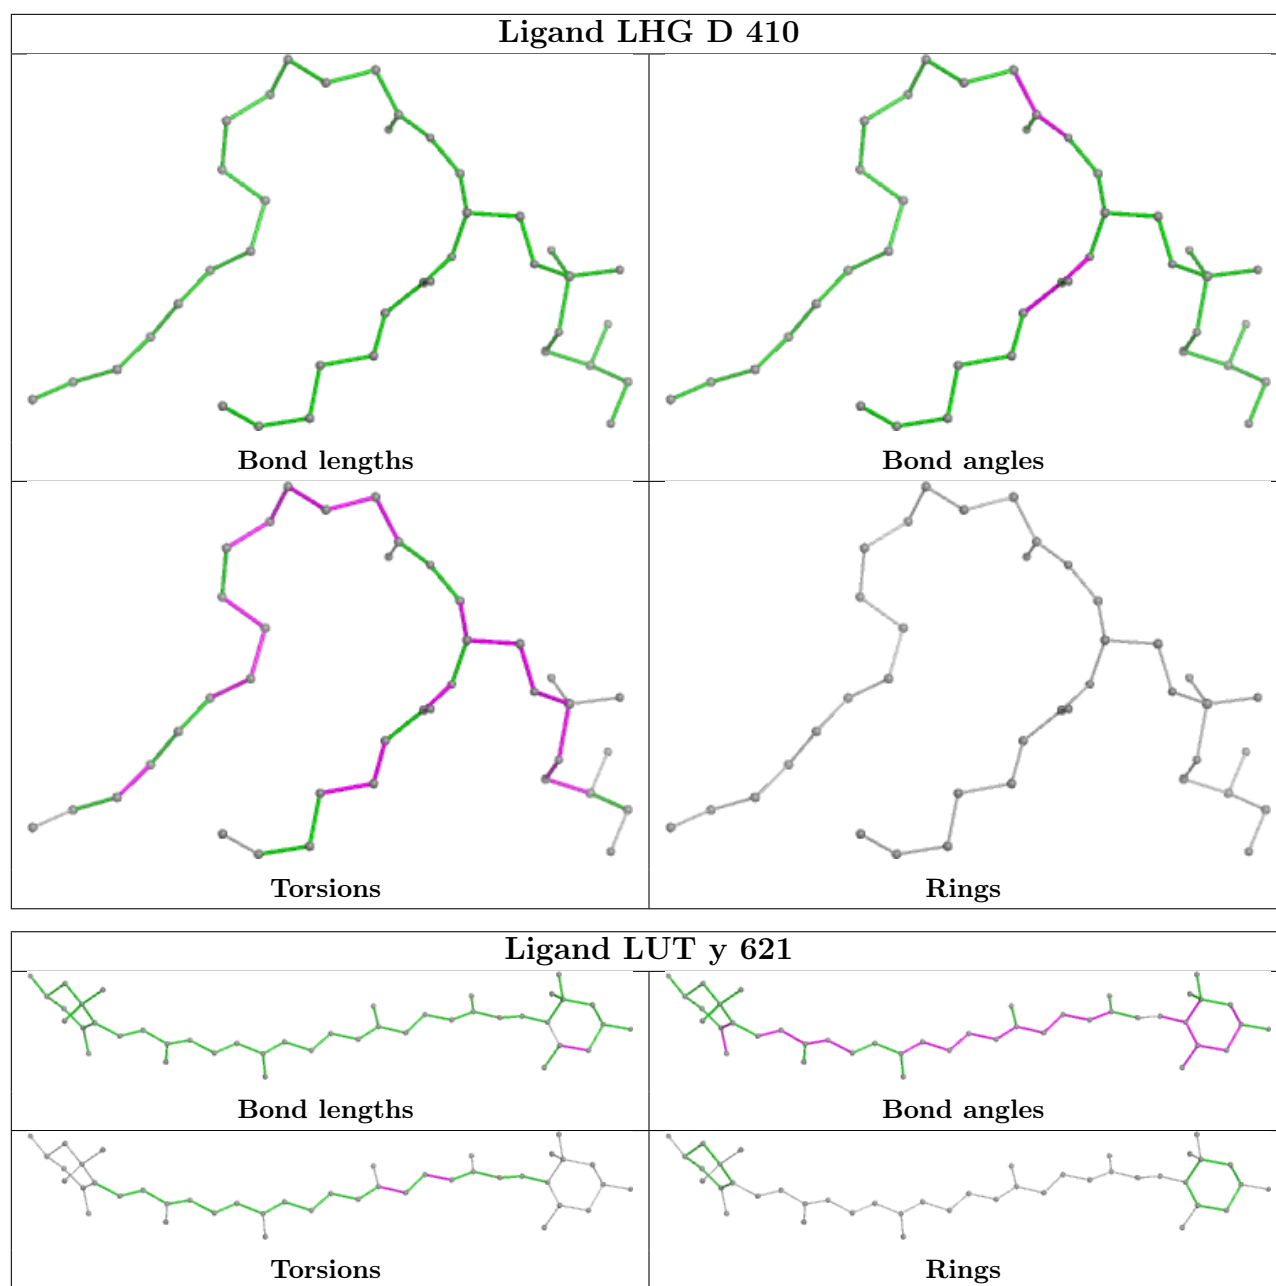 Ligand LHG D 410
Bond lengths
Bond angles
Torsions
Rings
Ligand LUT y 621
Bond lengths
Bond angles
Torsions
Rings